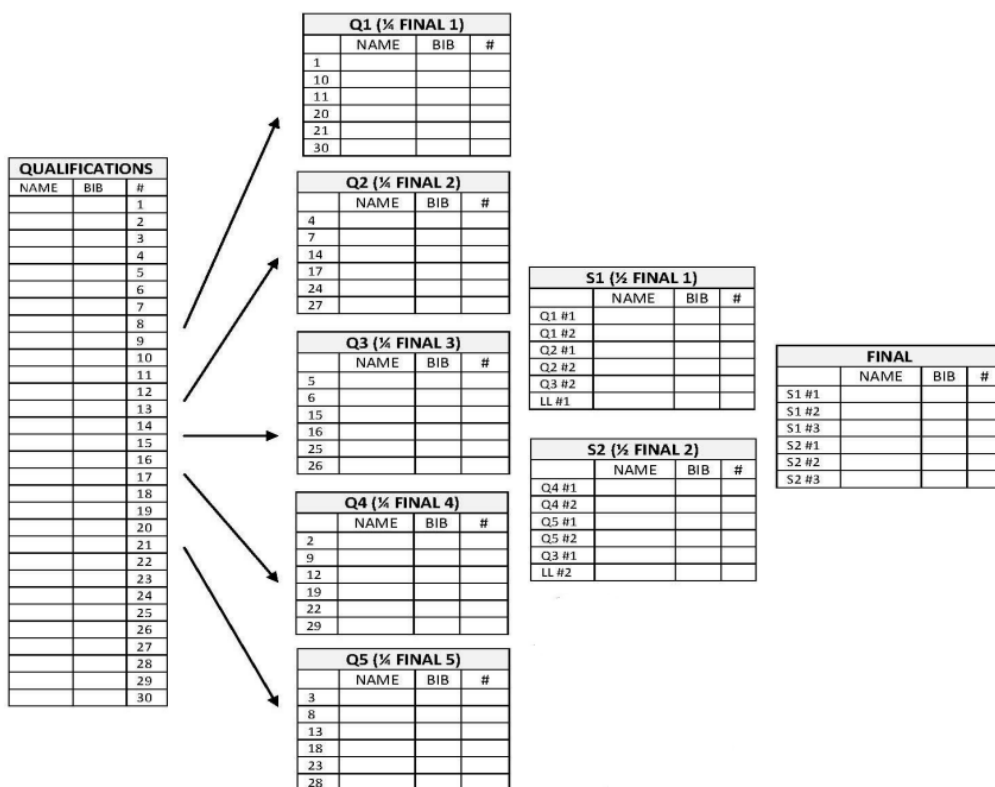 QUALIFICATIONS
NAME BIB #
1
2
3
4
5
6
7
8
9
10
11
12
13
14
15
16
17
18
19
20
21
22
23
24
25
26
27
28
29
30
Q1 (¼ FINAL 1)
NAME BIB #
1
10
11
20
21
30
Q2 (¼ FINAL 2)
NAME BIB #
4
7
14
17
24
27
Q3 (¼ FINAL 3)
NAME BIB #
5
6
15
16
25
26
Q4 (¼ FINAL 4)
NAME BIB #
2
9
12
19
22
29
Q5 (¼ FINAL 5)
NAME BIB #
3
8
13
18
23
28
S1 (½ FINAL 1)
NAME BIB #
Q1 #1
Q1 #2
Q2 #1
Q2 #2
Q3 #2
LL #1
S2 (½ FINAL 2)
NAME BIB #
Q4 #1
Q4 #2
Q5 #1
Q5 #2
Q3 #1
LL #2
FINAL
NAME BIB #
S1 #1
S1 #2
S1 #3
S2 #1
S2 #2
S2 #3